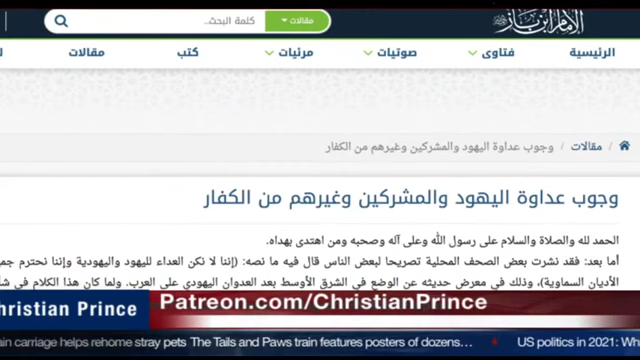 الإمام ابن باز
مقالات
كلمة البحث..
الرئيسية
فتاوى
صوتيات
مرئيات
كتب
مقالات
مقالات / وجوب عداوة اليهود والمشركين وغيرهم من الكفار
وجوب عداوة اليهود والمشركين وغيرهم من الكفار
الحمد لله والصلاة والسلام على رسول الله وعلى آله وصحبه ومن اهتدى بهداه.
أما بعد: فقد نشرت بعض الصحف المحلية تصريحا لبعض الناس قال فيه ما نصه: (إننا لا نكن العداء لليهود واليهودية وإننا نحترم
الأديان السماوية)، وذلك في معرض حديثه عن الوضع في الشرق الأوسط بعد العدوان اليهودي على العرب. ولما كان هذا الكلام في
Patreon.com/ChristianPrince
Christian Prince
carriage helps rehome stray pets The Tails and Paws train features posters of dozens… US politics in 2021: